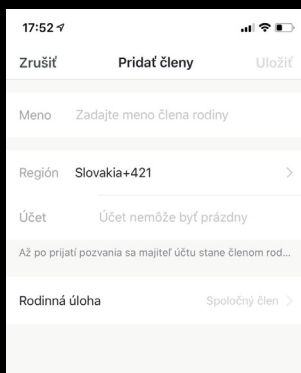 17:52
Zrušiť Pridať členy Uložiť
Meno Zadajte meno člena rodiny
Región Slovakia+421
Účet Účet nemôže byť prázdny
Až po prijatí pozvania sa majiteľ účtu stane členom rod...
Rodinná úloha Spoločný člen